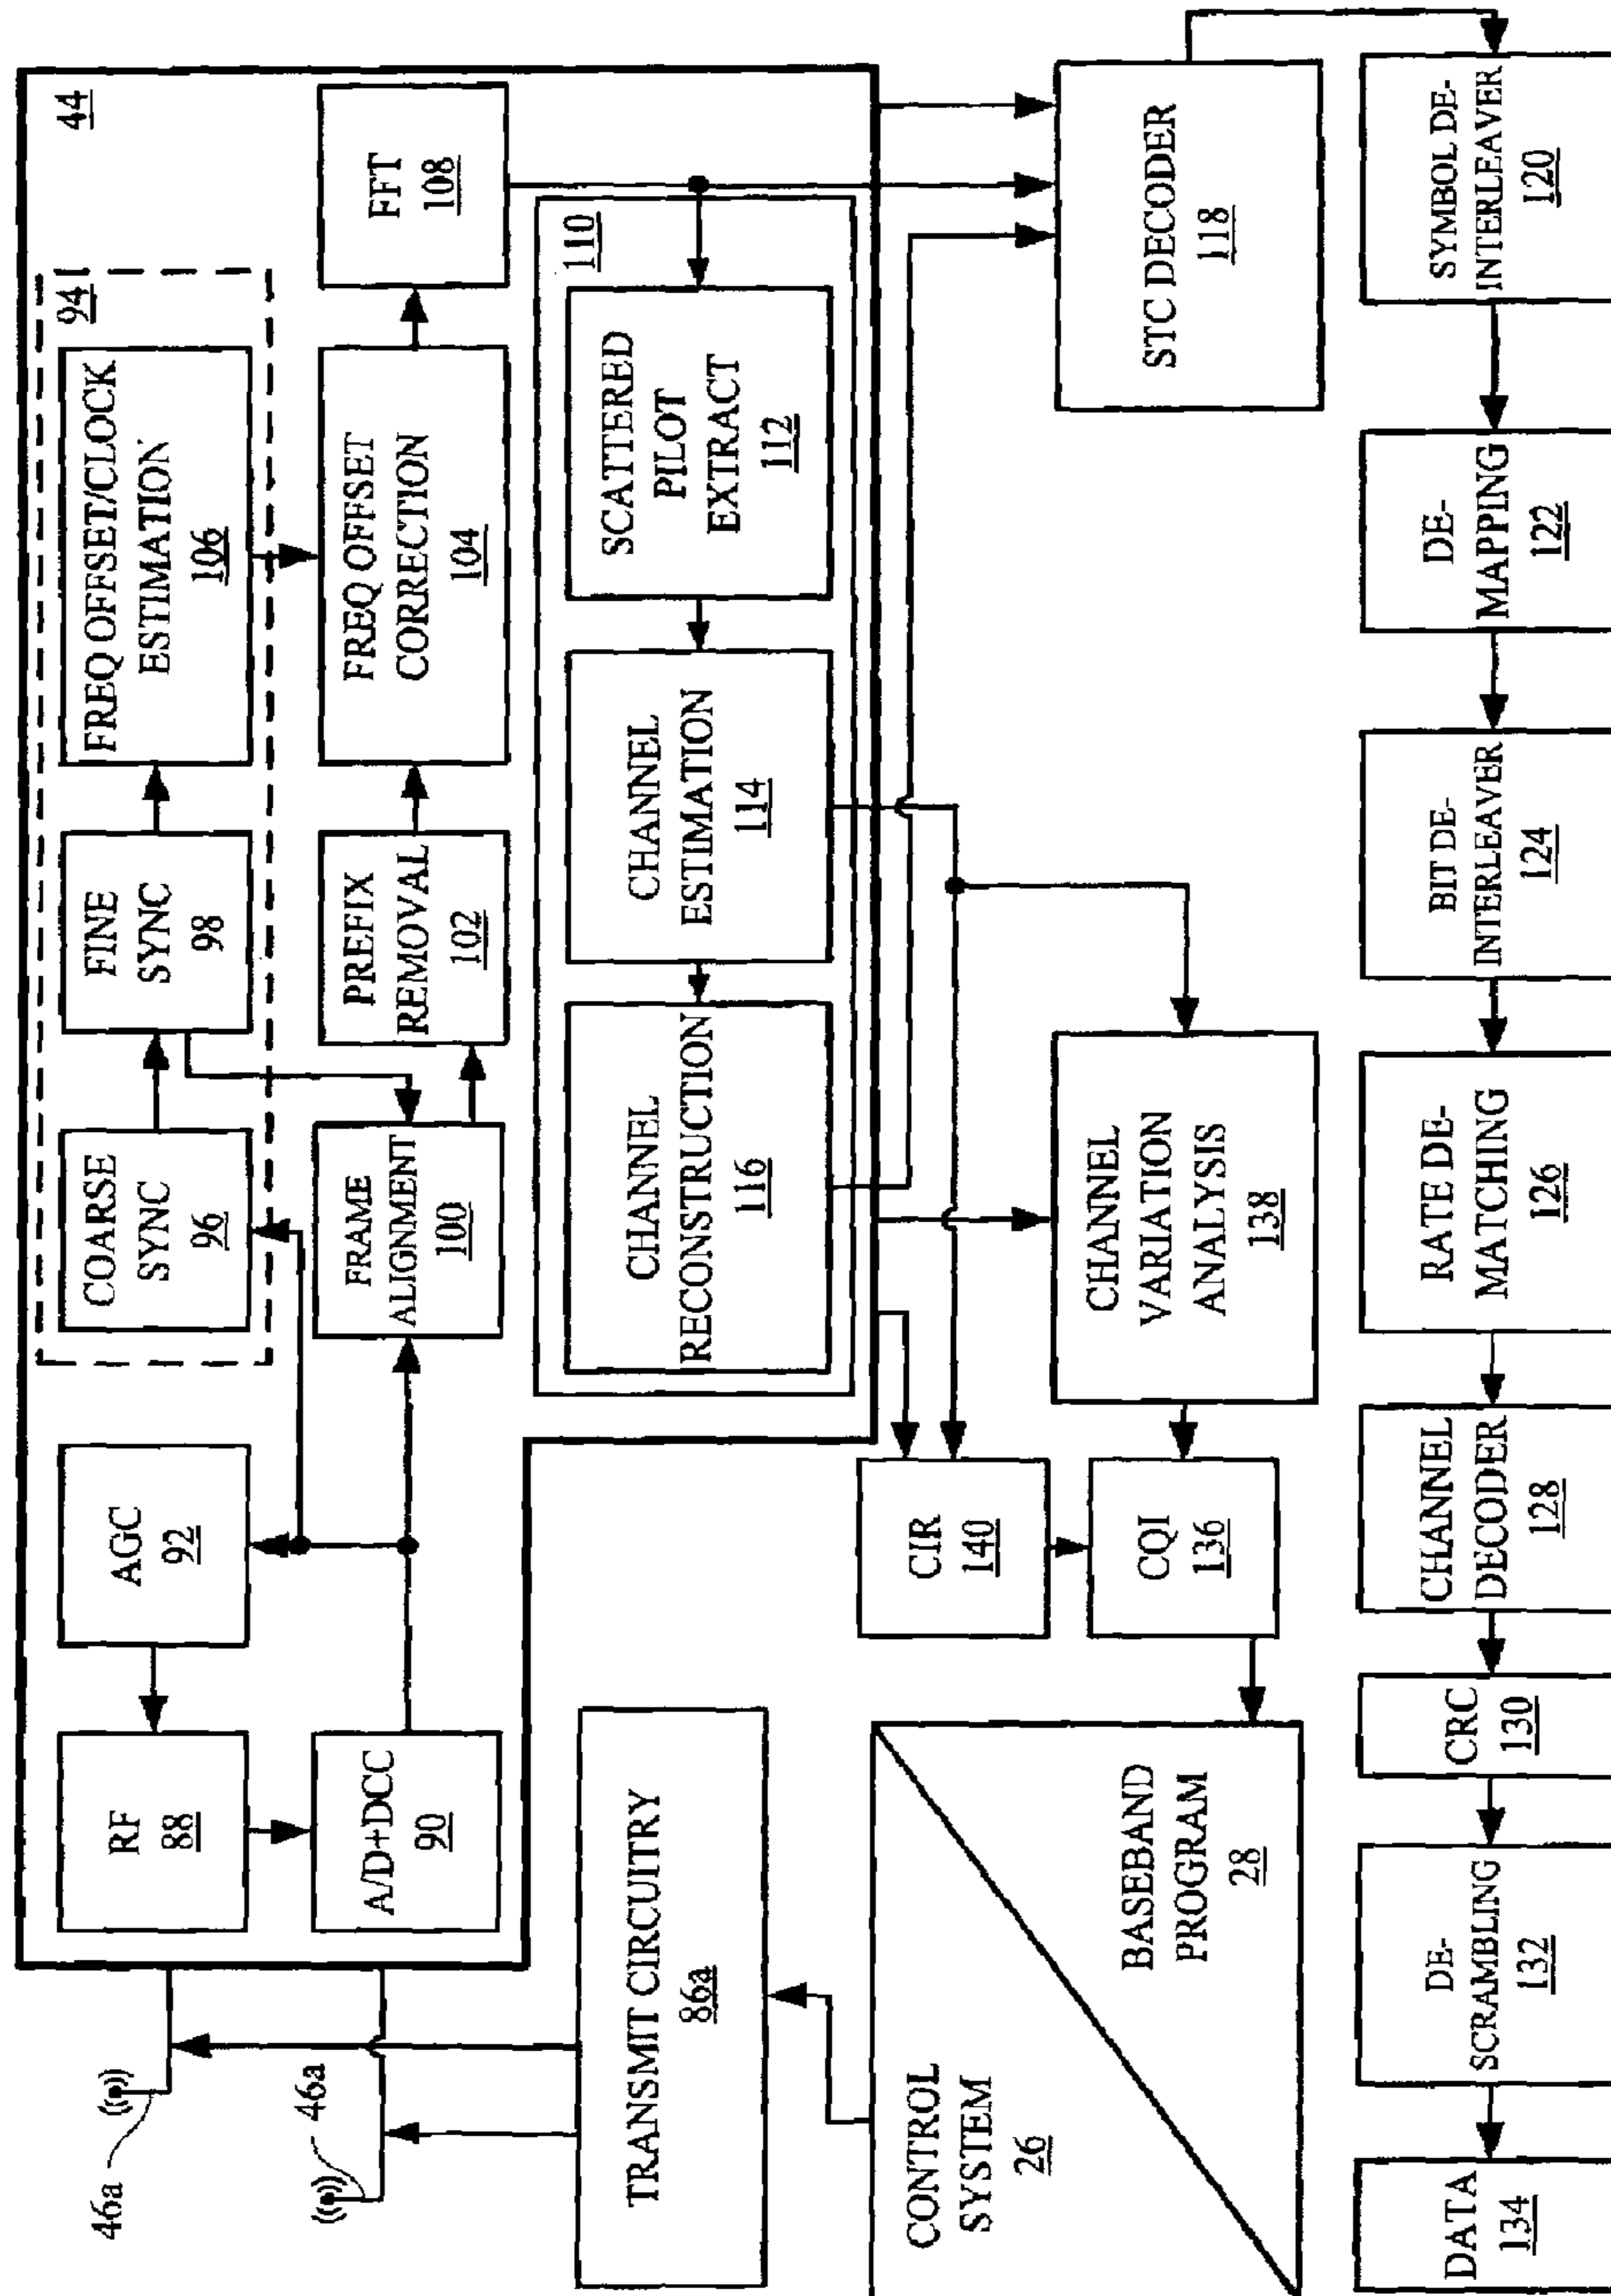 44
94
COARSE
SYNC
96
FINE
SYNC
98
FREQ OFFSET/CLOCK
ESTIMATION
106
46a
RF
88
AGC
92
A/D+DCC
90
FRAME
ALIGNMENT
100
PREFIX
REMOVAL
102
FREQ OFFSET
CORRECTION
104
FFT
108
46a
110
CHANNEL
RECONSTRUCTION
116
CHANNEL
ESTIMATION
114
SCATTERED
PILOT
EXTRACT
112
TRANSMIT CIRCUITRY
86a
CONTROL
SYSTEM
26
BASEBAND
PROGRAM
28
CIR
140
CQI
136
CHANNEL
VARIATION
ANALYSIS
138
STC DECODER
118
DATA
134
DE-
SCRAMBLING
132
CRC
130
CHANNEL
DECODER
128
RATE DE-
MATCHING
126
BIT DE-
INTERLEAVER
124
DE-
MAPPING
122
SYMBOL DE-
INTERLEAVER
120